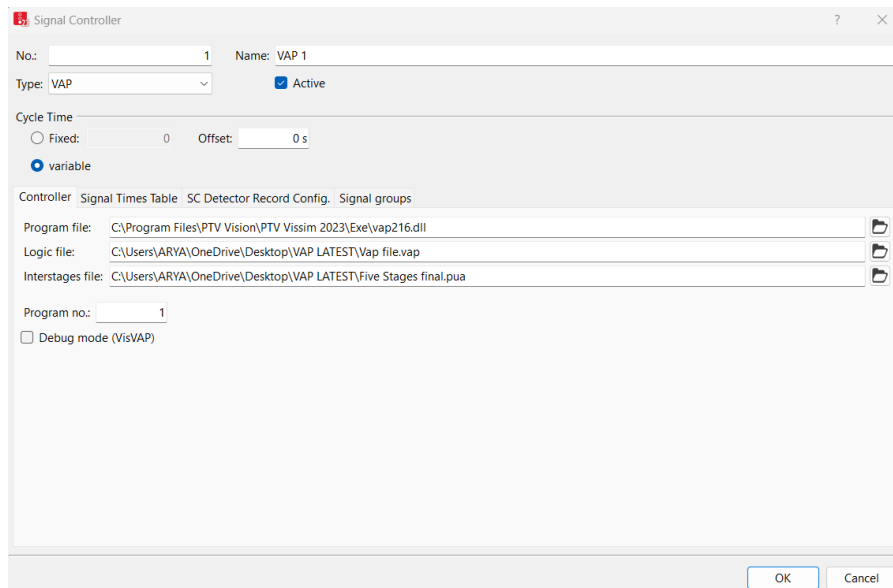 Signal Controller ?
No.: 1 Name: VAP 1
Type: VAP Active
Cycle Time
Fixed: 0 Offset: 0 s
variable
Controller Signal Times Table SC Detector Record Config. Signal groups
Program file: C:\Program Files\PTV Vision\PTV Vissim 2023\Exe\vap216.dll
Logic file: C:\Users\ARYA\OneDrive\Desktop\VAP LATEST\Vap file.vap
Interstages file: C:\Users\ARYA\OneDrive\Desktop\VAP LATEST\Five Stages final.pua
Program no.: 1
Debug mode (VisVAP)
OK Cancel